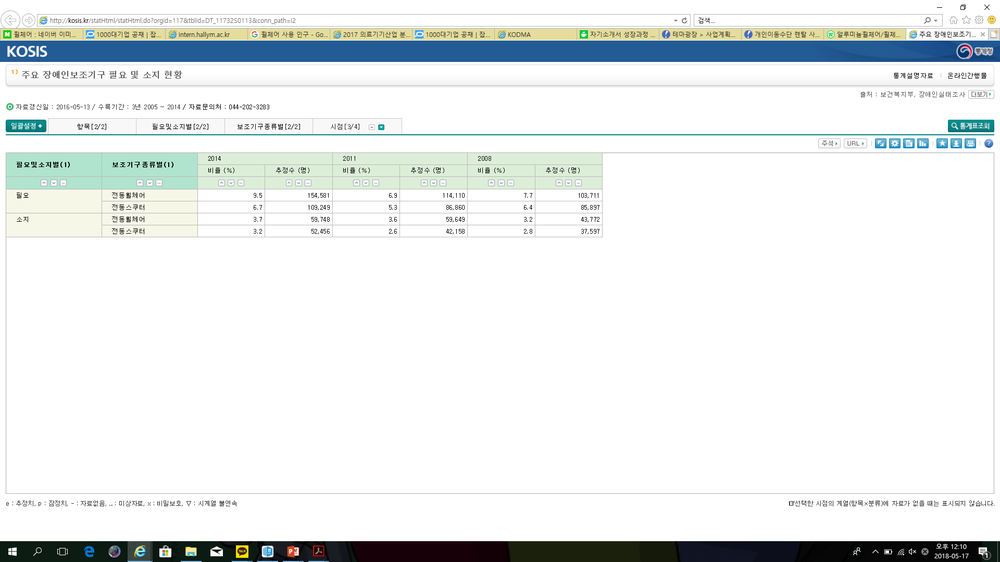 http://kosis.kr/statHtml/statHtml.do?orgId=117&tblId=DT_11732S0113&conn_path=I2
검색...
휠체어 : 네이버 이미...
1000대기업 공채 | 잡...
intern.hallym.ac.kr
휠체어 사용 인구 - Go...
2017 의료기기산업 분...
1000대기업 공채 | 잡...
KODMA
자기소개서 성장과정 ...
테마광장 > 사업계획...
개인이동수단 렌탈 사...
알루미늄휠체어/휠체...
주요 장애인보조기...
KOSIS
통계청
1) 주요 장애인보조기구 필요 및 소지 현황
통계설명자료 온라인간행물
출처 : 보건복지부, 장애인실태조사 더보기
자료갱신일 : 2016-05-13 / 수록기간 : 3년 2005 ~ 2014 / 자료문의처 : 044-202-3283
일괄설정 + 항목[2/2] 필요및소지별[2/2] 보조기구종류별[2/2] 시점[3/4] 통계표조회
주석 URL
필요및소지별(1) 보조기구종류별(1) 2014 2011 2008
비율 (%) 추정수 (명) 비율 (%) 추정수 (명) 비율 (%) 추정수 (명)
필요 전동휠체어 9.5 154,581 6.9 114,110 7.7 103,711
전동스쿠터 6.7 109,249 5.3 86,860 6.4 85,897
소지 전동휠체어 3.7 59,748 3.6 59,649 3.2 43,772
전동스쿠터 3.2 52,456 2.6 42,158 2.8 37,597
e : 추정치, p : 잠정치, - : 자료없음, ... : 미상자료, x : 비밀보호, ▽ : 시계열 불연속
☞선택한 시점의 계열(항목×분류)에 자료가 없을 때는 표시되지 않습니다.
TALK
오후 12:10
2018-05-17
1